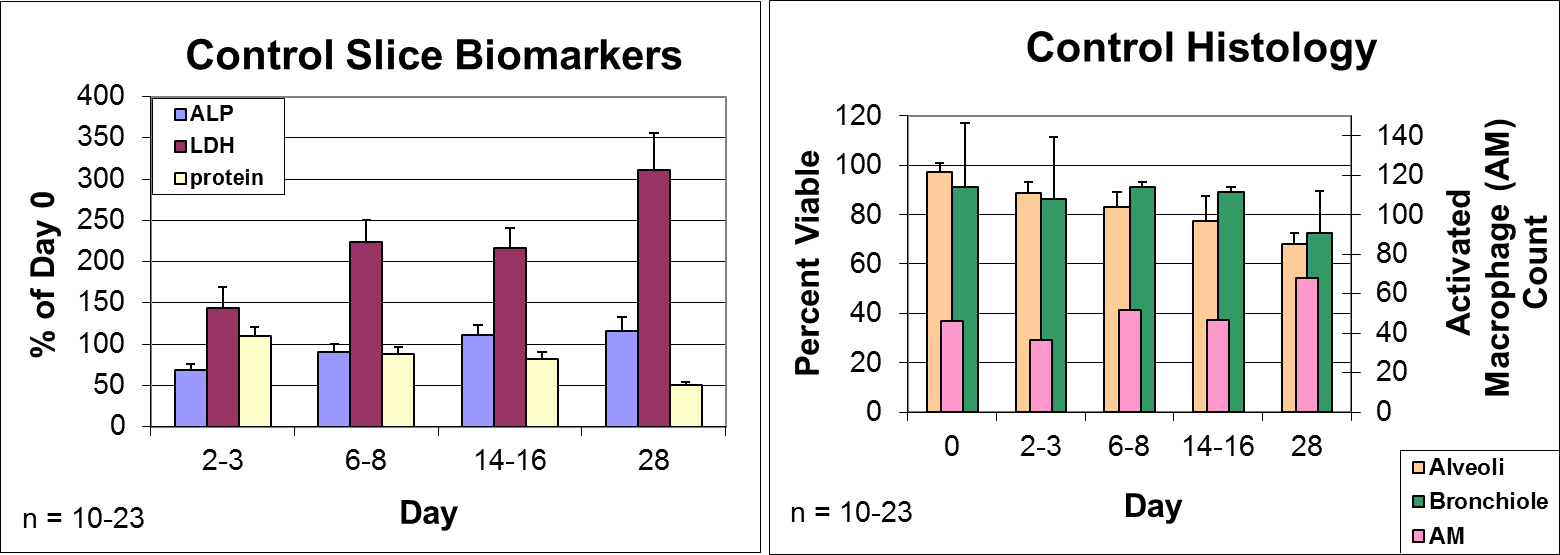 Control Slice Biomarkers
% of Day 0
400
350
300
250
200
150
100
50
0
ALP
LDH
protein
2-3
6-8
14-16
28
Day
n = 10-23
Control Histology
Percent Viable
120
100
80
60
40
20
0
140
120
100
80
60
40
20
0
Activated
Macrophage (AM)
Count
0
2-3
6-8
14-16
28
Day
n = 10-23
Alveoli
Bronchiole
AM